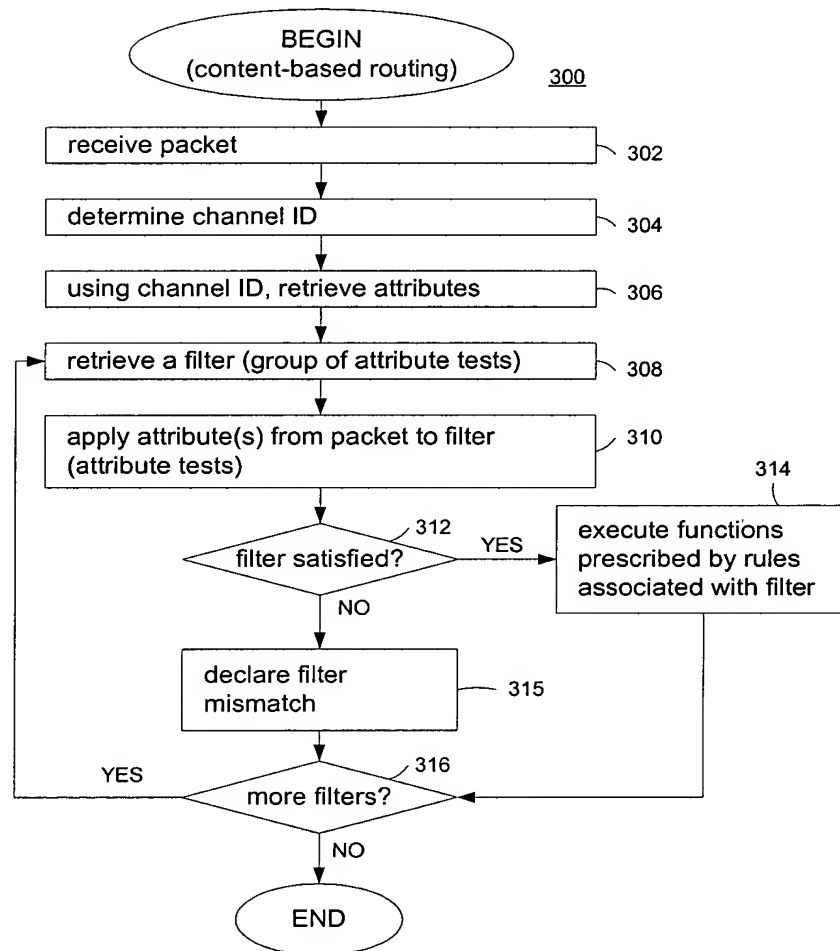 BEGIN
(content-based routing)
300
receive packet
302
determine channel ID
304
using channel ID, retrieve attributes
306
retrieve a filter (group of attribute tests)
308
apply attribute(s) from packet to filter
(attribute tests)
310
314
312
filter satisfied?
YES
execute functions
prescribed by rules
associated with filter
NO
declare filter
mismatch
315
YES
316
more filters?
NO
END